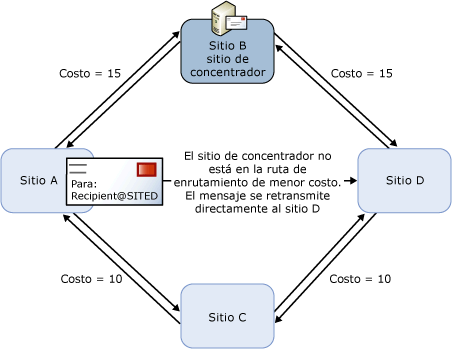 Sitio B
sitio de
concentrador
Costo = 15
Costo = 15
Sitio A
Para:
Recipient@SITED
El sitio de concentrador no
está en la ruta de
enrutamiento de menor costo.
El mensaje se retransmite
directamente al sitio D
Sitio D
Costo = 10
Costo = 10
Sitio C